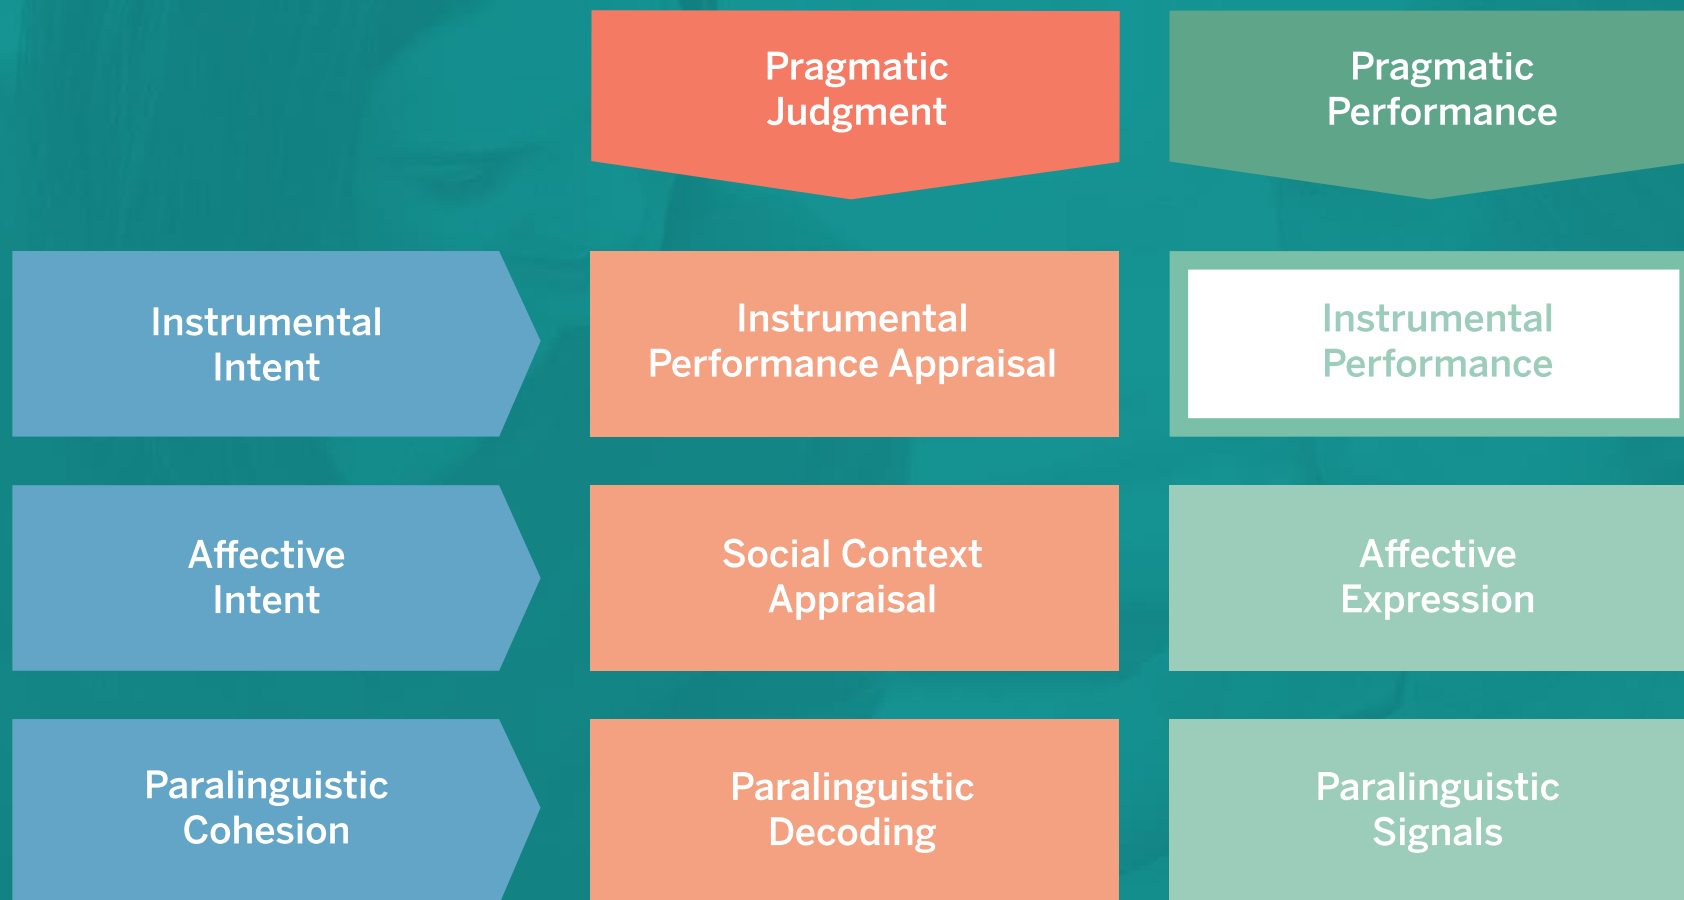 Pragmatic
Judgment
Pragmatic
Performance
Instrumental
Intent
Instrumental
Performance Appraisal
Instrumental
Performance
Affective
Intent
Social Context
Appraisal
Affective
Expression
Paralinguistic
Cohesion
Paralinguistic
Decoding
Paralinguistic
Signals